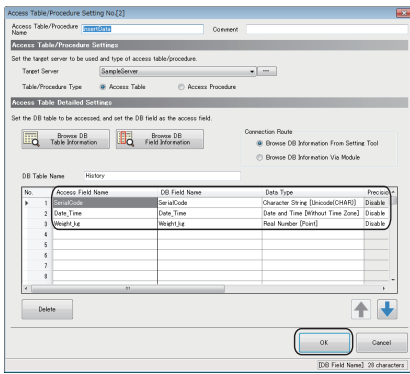 Access Table/Procedure Setting No.[2]
Access Table/Procedure Name InsertData Comment
Access Table/Procedure Settings
Set the target server to be used and type of access table/procedure.
Target Server SampleServer ...
Table/Procedure Type Access Table Access Procedure
Access Table Detailed Settings
Set the DB table to be accessed, and set the DB field as the access field.
Browse DB Table Information Browse DB Field Information
Connection Route
Browse DB Information From Setting Tool
Browse DB Information Via Module
DB Table Name History
No. Access Field Name DB Field Name Data Type Precision
1 SerialCode SerialCode Character String [Unicode(CHAR)] Disable
2 Date_Time Date_Time Date and Time [Without Time Zone] Disable
3 Weight_kg Weight_kg Real Number [Point] Disable
4
5
6
7
8
Delete
OK Cancel
[DB Field Name] 28 characters